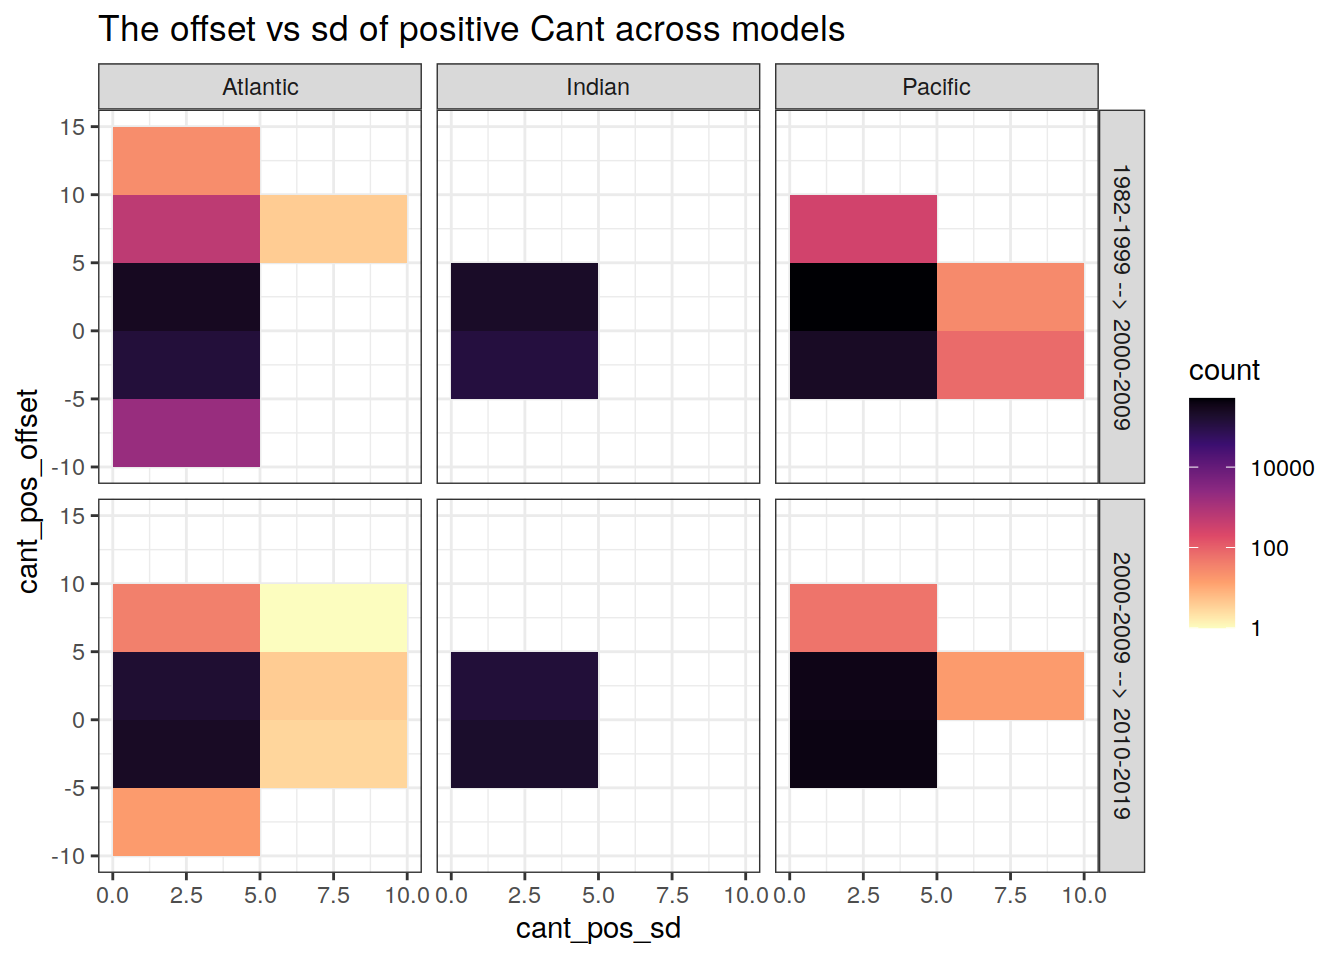 The offset vs sd of positive Cant across models
Atlantic
Indian
Pacific
15
10
5
0
-5
-10
1982-1999 --> 2000-2009
15
10
5
0
-5
-10
2000-2009 --> 2010-2019
0.0 2.5 5.0 7.5 10.0
0.0 2.5 5.0 7.5 10.0
0.0 2.5 5.0 7.5 10.0
cant_pos_sd
cant_pos_offset
count
10000
100
1